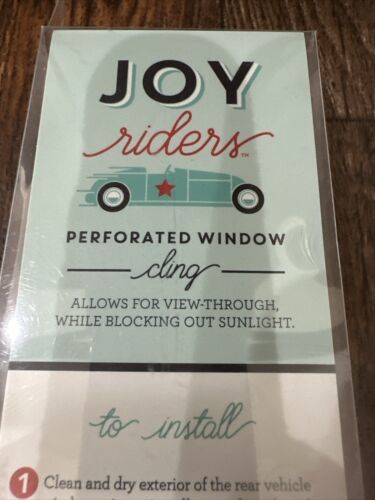 JOY
riders™
PERFORATED WINDOW
cling
ALLOWS FOR VIEW-THROUGH,
WHILE BLOCKING OUT SUNLIGHT.
to install
1 Clean and dry exterior of the rear vehicle